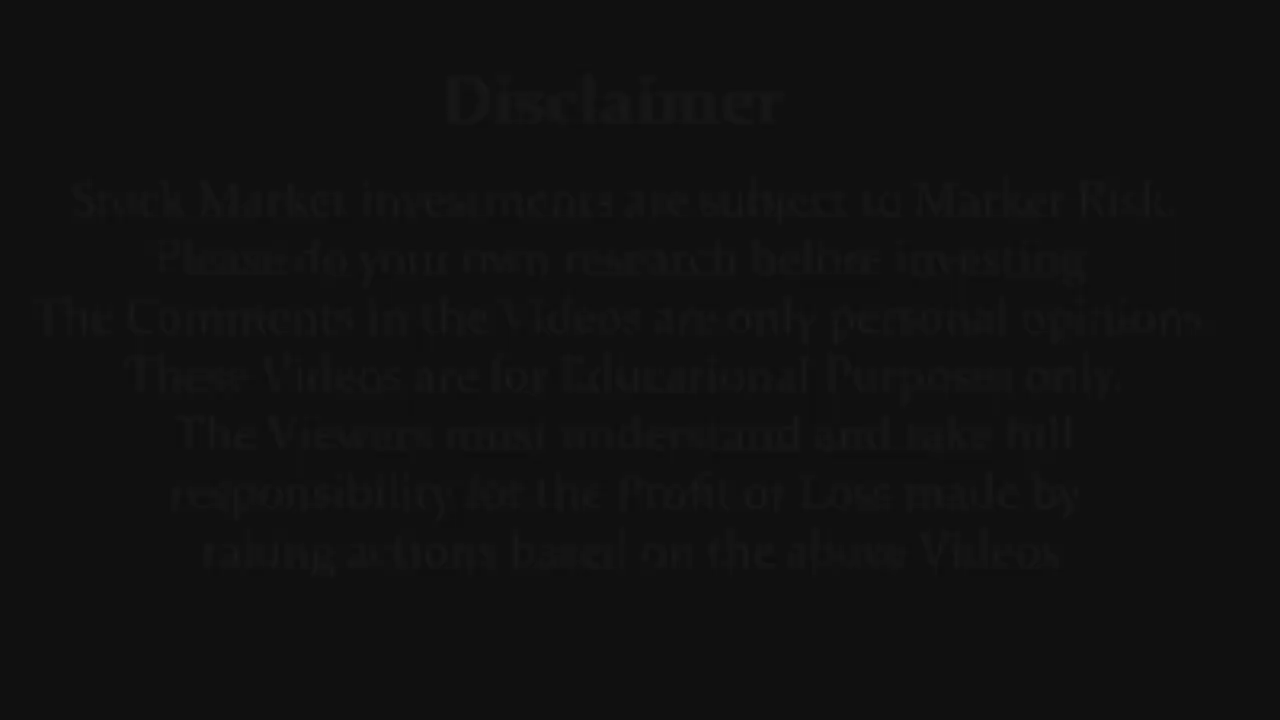 Disclaimer
Stock Market investments are subject to Market Risk.
Please do your own research before investing
The Comments in the Videos are only personal opinions
These Videos are for Educational Purposes only.
The Viewers must understand and take full
responsibility for the Profit or Loss made by
taking actions based on the above Videos